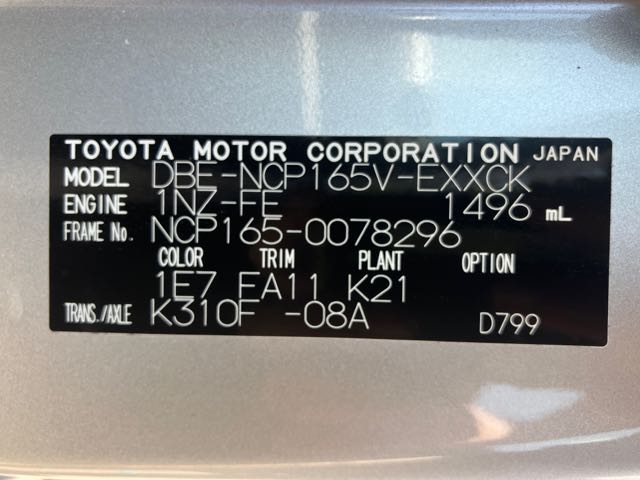 TOYOTA MOTOR CORPORATION JAPAN
MODEL DBE-NCP165V-EXXCK
ENGINE 1NZ-FE 1496 mL
FRAME No. NCP165-0078296
COLOR TRIM PLANT OPTION
1E7 FA11 K21
TRANS./AXLE K310F -08A D799